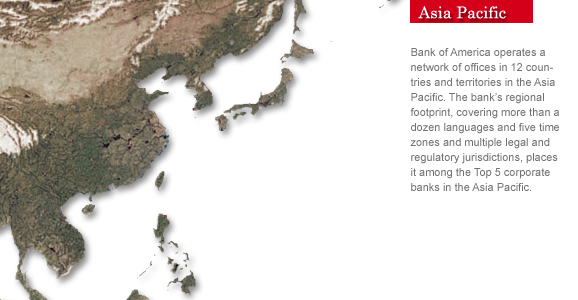 Asia Pacific
Bank of America operates a
network of offices in 12 coun-
tries and territories in the Asia
Pacific. The bank's regional
footprint, covering more than a
dozen languages and five time
zones and multiple legal and
regulatory jurisdictions, places
it among the Top 5 corporate
banks in the Asia Pacific.